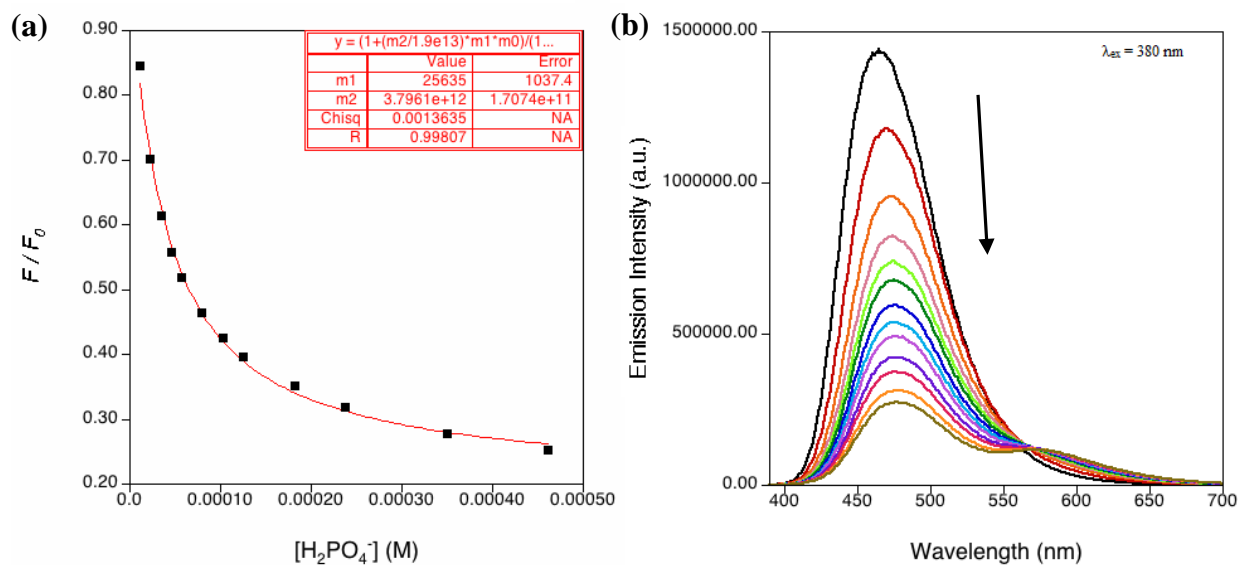 (a)
0.90
0.80
0.70
0.60
0.50
0.40
0.30
0.20
F / F₀
y = (1+(m2/1.9e13)*m1*m0)/(1...
Value Error
m1 25635 1037.4
m2 3.7961e+12 1.7074e+11
Chisq 0.0013635 NA
R 0.99807 NA
0.0 0.00010 0.00020 0.00030 0.00040 0.00050
[H₂PO₄⁻] (M)
(b)
λex = 380 nm
1500000.00
1000000.00
500000.00
0.00
Emission Intensity (a.u.)
400 450 500 550 600 650 700
Wavelength (nm)